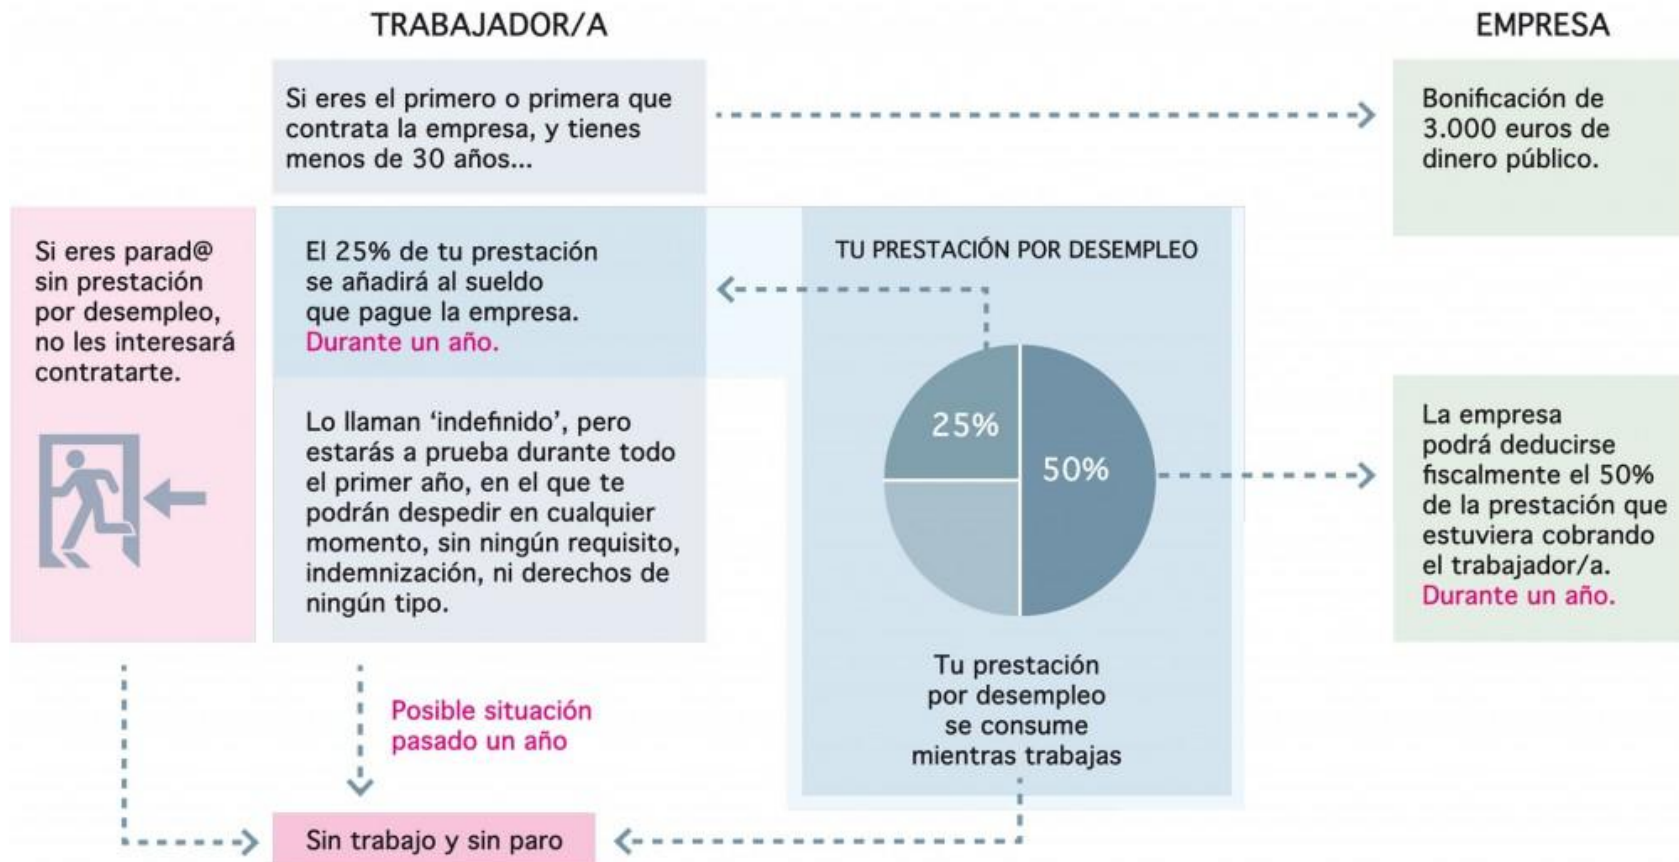 TRABAJADOR/A
EMPRESA
Si eres el primero o primera que
contrata la empresa, y tienes
menos de 30 años...
Bonificación de
3.000 euros de
dinero público.
Si eres parad@
sin prestación
por desempleo,
no les interesará
contratarte.
El 25% de tu prestación
se añadirá al sueldo
que pague la empresa.
Durante un año.
Lo llaman ‘indefinido’, pero
estarás a prueba durante todo
el primer año, en el que te
podrán despedir en cualquier
momento, sin ningún requisito,
indemnización, ni derechos de
ningún tipo.
TU PRESTACIÓN POR DESEMPLEO
25%
50%
Tu prestación
por desempleo
se consume
mientras trabajas
La empresa
podrá deducirse
fiscalmente el 50%
de la prestación que
estuviera cobrando
el trabajador/a.
Durante un año.
Posible situación
pasado un año
Sin trabajo y sin paro